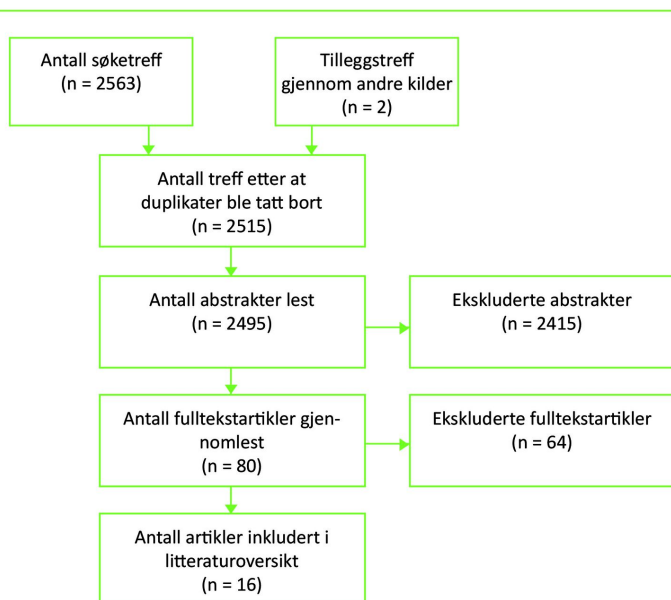 Antall søketreff
(n = 2563)
Tilleggstreff
gjennom andre kilder
(n = 2)
Antall treff etter at
duplikater ble tatt bort
(n = 2515)
Antall abstrakter lest
(n = 2495)
Ekskluderte abstrakter
(n = 2415)
Antall fulltekstartikler gjen-
nomlest
(n = 80)
Ekskluderte fulltekstartikler
(n = 64)
Antall artikler inkludert i
litteraturoversikt
(n = 16)